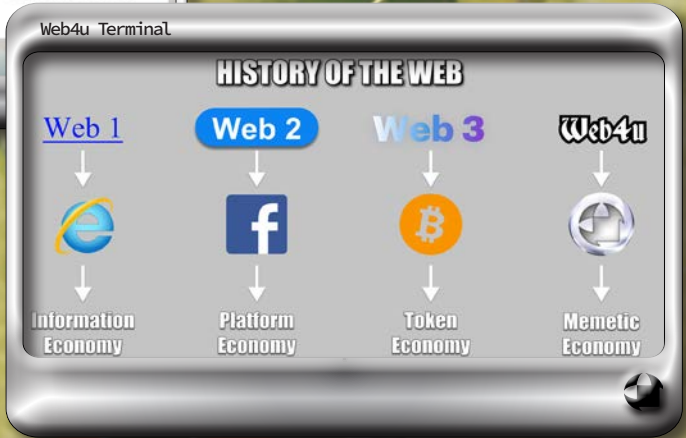 Web4u Terminal
HISTORY OF THE WEB
Web 1
Web 2
Web 3
Web4u
Information
Economy
Platform
Economy
Token
Economy
Memetic
Economy